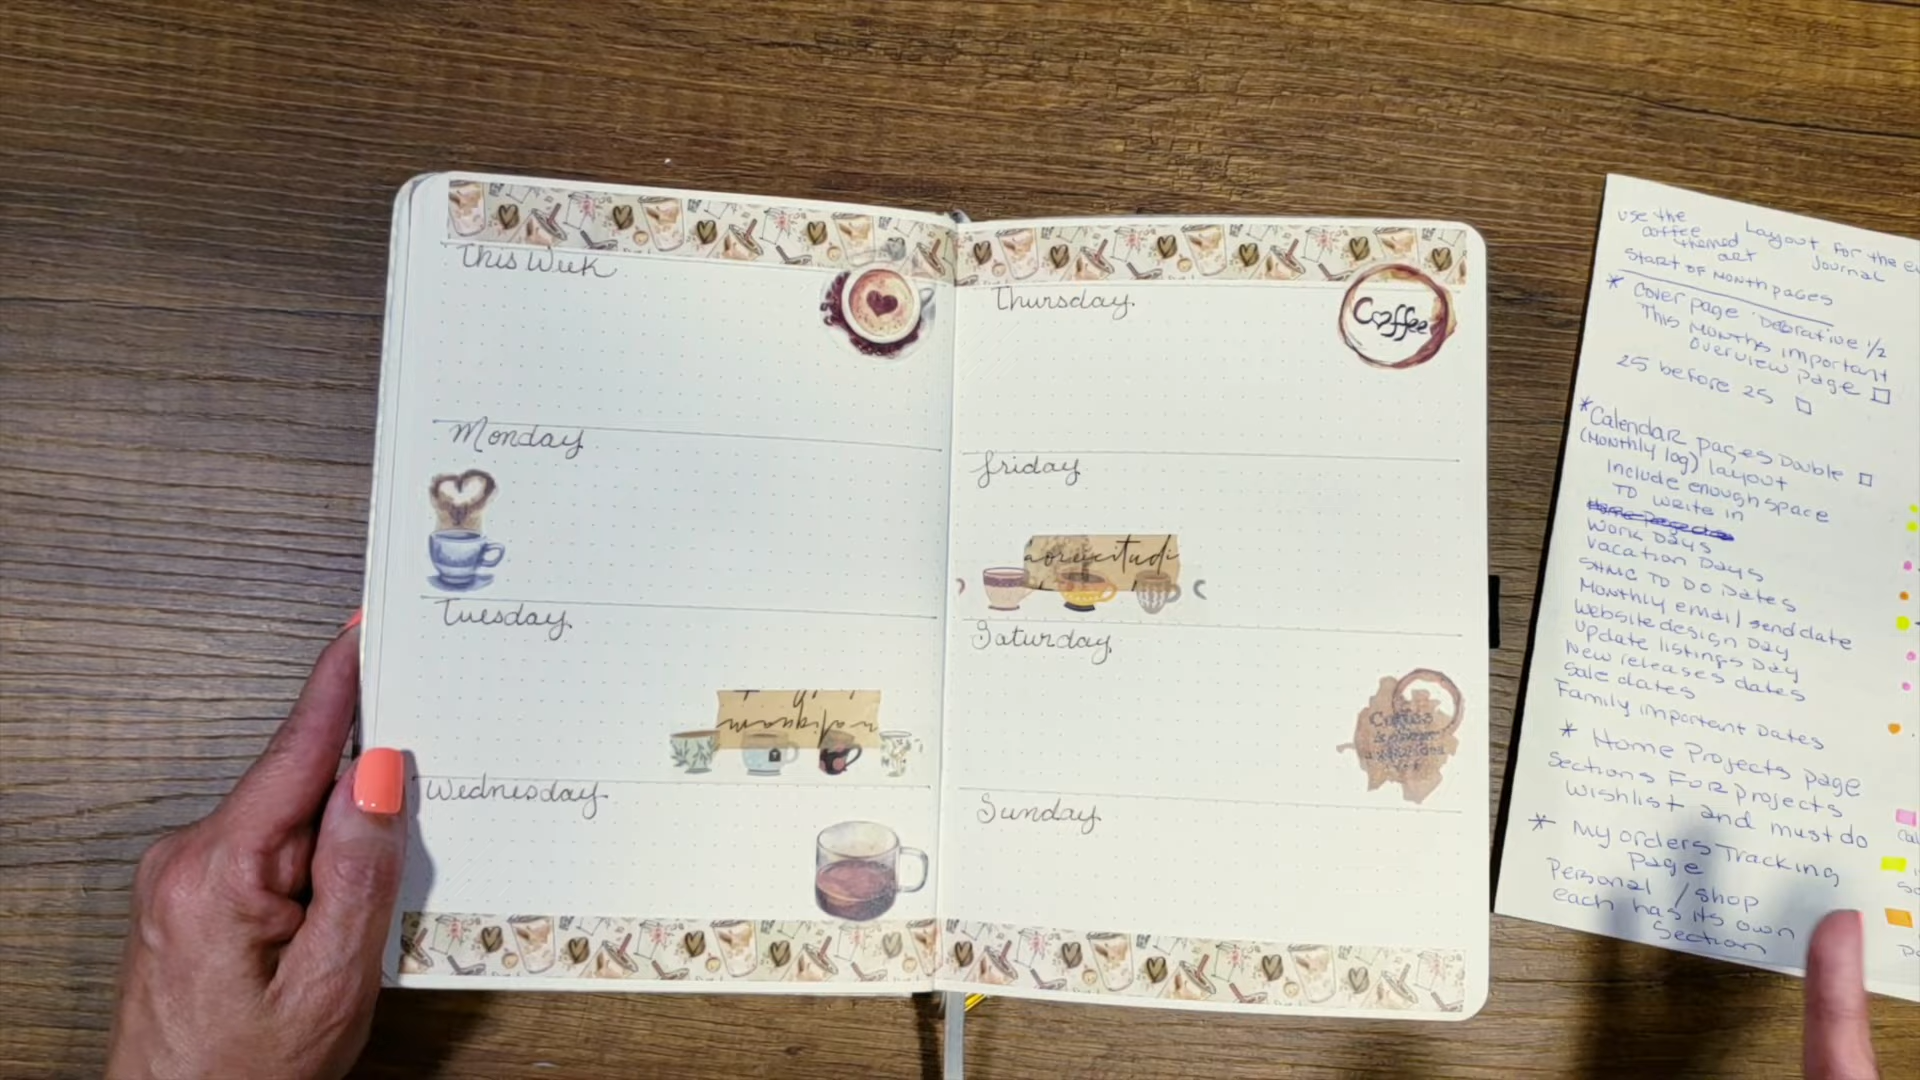 This Week
Monday
Tuesday
Wednesday
Thursday
Coffee
Friday
Saturday
Coffee
Sunday
use the
coffee
themed
art
Layout for the
journal
Start of month pages
* Cover page Decorative 1/2
This months important
overview page □
25 before 25 □
* Calendar pages Double □
(Monthly log) layout
Include enough space
To write in
Work Days
Vacation Days
SHMC TO DO Dates
Monthly email/send date
Website design Day
Update listings Day
New releases dates
Sale dates
Family important Dates
* Home Projects page
Sections For projects
wishlist and must do
* My orders Tracking
Page
Personal / shop
each has its own
Section